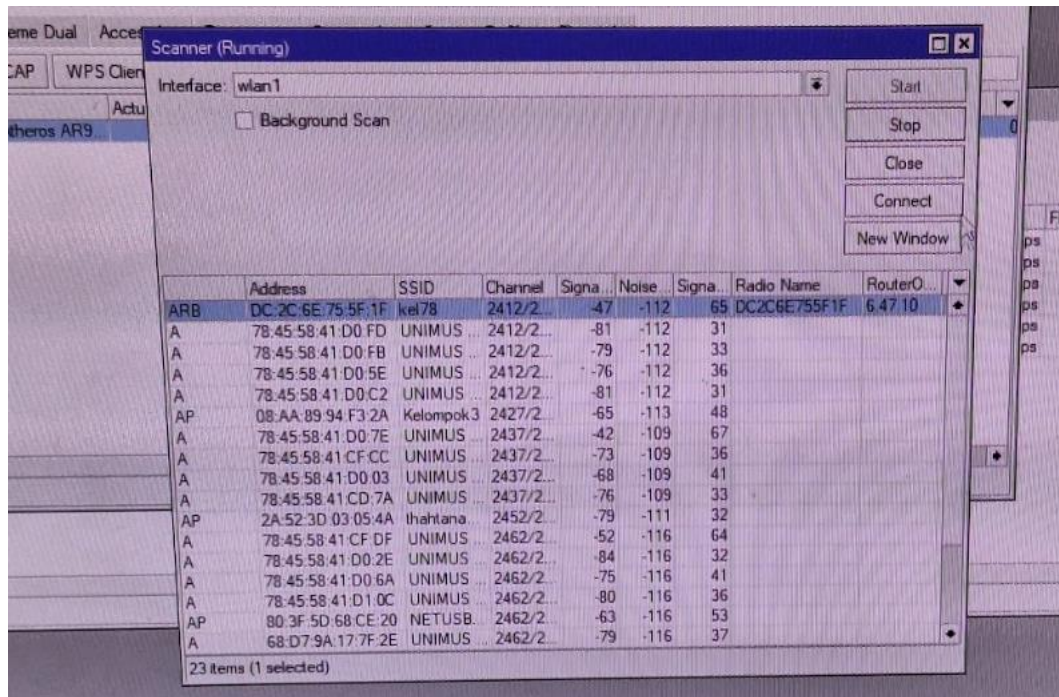 eme Dual Acces
Scanner (Running)
CAP WPS Clien
Interface: wlan1
Start
Actu
Background Scan
Stop
theros AR9... 0
Close
Connect
New Window
F
ps
ps
ps
ps
ps
ps
Address SSID Channel Signa... Noise... Signa... Radio Name RouterO...
ARB DC:2C:6E:75:5F:1F kel78 2412/2... -47 -112 65 DC2C6E755F1F 6.47.10
A 78:45:58:41:D0:FD UNIMUS ... 2412/2... -81 -112 31
A 78:45:58:41:D0:FB UNIMUS ... 2412/2... -79 -112 33
A 78:45:58:41:D0:5E UNIMUS ... 2412/2... -76 -112 36
A 78:45:58:41:D0:C2 UNIMUS ... 2412/2... -81 -112 31
AP 08:AA:89:94:F3:2A Kelompok3 2427/2... -65 -113 48
A 78:45:58:41:D0:7E UNIMUS ... 2437/2... -42 -109 67
A 78:45:58:41:CF:CC UNIMUS ... 2437/2... -73 -109 36
A 78:45:58:41:D0:03 UNIMUS ... 2437/2... -68 -109 41
A 78:45:58:41:CD:7A UNIMUS ... 2437/2... -76 -109 33
AP 2A:52:3D:03:05:4A thahtana... 2452/2... -79 -111 32
A 78:45:58:41:CF:DF UNIMUS ... 2462/2... -52 -116 64
A 78:45:58:41:D0:2E UNIMUS ... 2462/2... -84 -116 32
A 78:45:58:41:D0:6A UNIMUS ... 2462/2... -75 -116 41
A 78:45:58:41:D1:0C UNIMUS ... 2462/2... -80 -116 36
AP 80:3F:5D:68:CE:20 NETUSB... 2462/2... -63 -116 53
A 68:D7:9A:17:7F:2E UNIMUS ... 2462/2... -79 -116 37
23 items (1 selected)